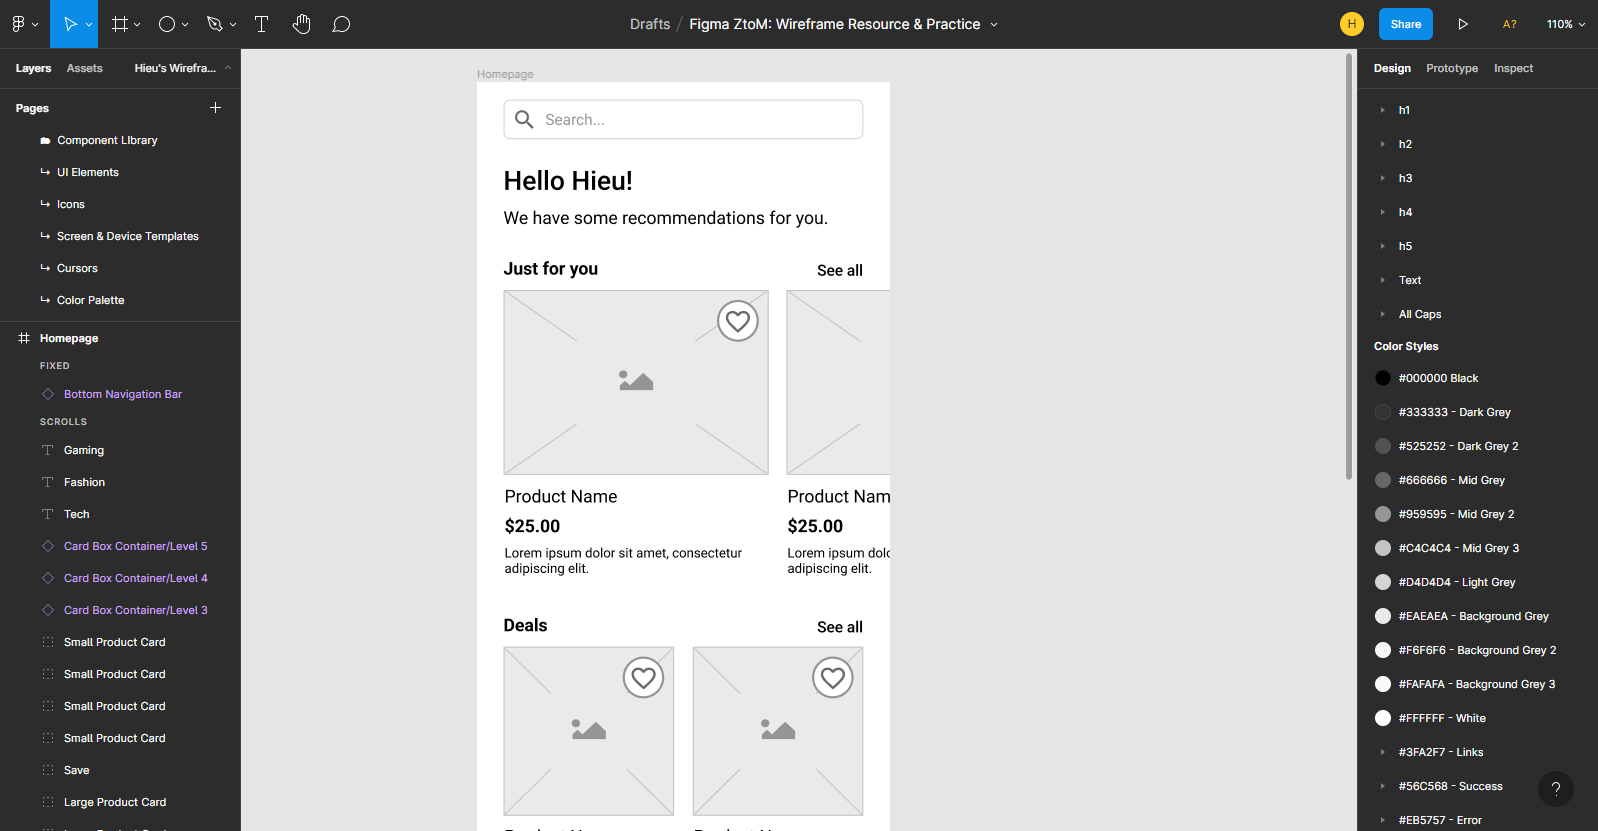 Drafts / Figma ZtoM: Wireframe Resource & Practice
H
Share
A?
110%
Layers
Assets
Hieu's Wirefra...
Pages
Component LIbrary
UI Elements
Icons
Screen & Device Templates
Cursors
Color Palette
Homepage
FIXED
Bottom Navigation Bar
SCROLLS
Gaming
Fashion
Tech
Card Box Container/Level 5
Card Box Container/Level 4
Card Box Container/Level 3
Small Product Card
Small Product Card
Small Product Card
Small Product Card
Save
Large Product Card
Homepage
Search...
Hello Hieu!
We have some recommendations for you.
Just for you
See all
Product Name
$25.00
Lorem ipsum dolor sit amet, consectetur
adipiscing elit.
Product Nam
$25.00
Lorem ipsum dolo
adipiscing elit.
Deals
See all
Design
Prototype
Inspect
h1
h2
h3
h4
h5
Text
All Caps
Color Styles
#000000 Black
#333333 - Dark Grey
#525252 - Dark Grey 2
#666666 - Mid Grey
#959595 - Mid Grey 2
#C4C4C4 - Mid Grey 3
#D4D4D4 - Light Grey
#EAEAEA - Background Grey
#F6F6F6 - Background Grey 2
#FAFAFA - Background Grey 3
#FFFFFF - White
#3FA2F7 - Links
#56C568 - Success
#EB5757 - Error
?